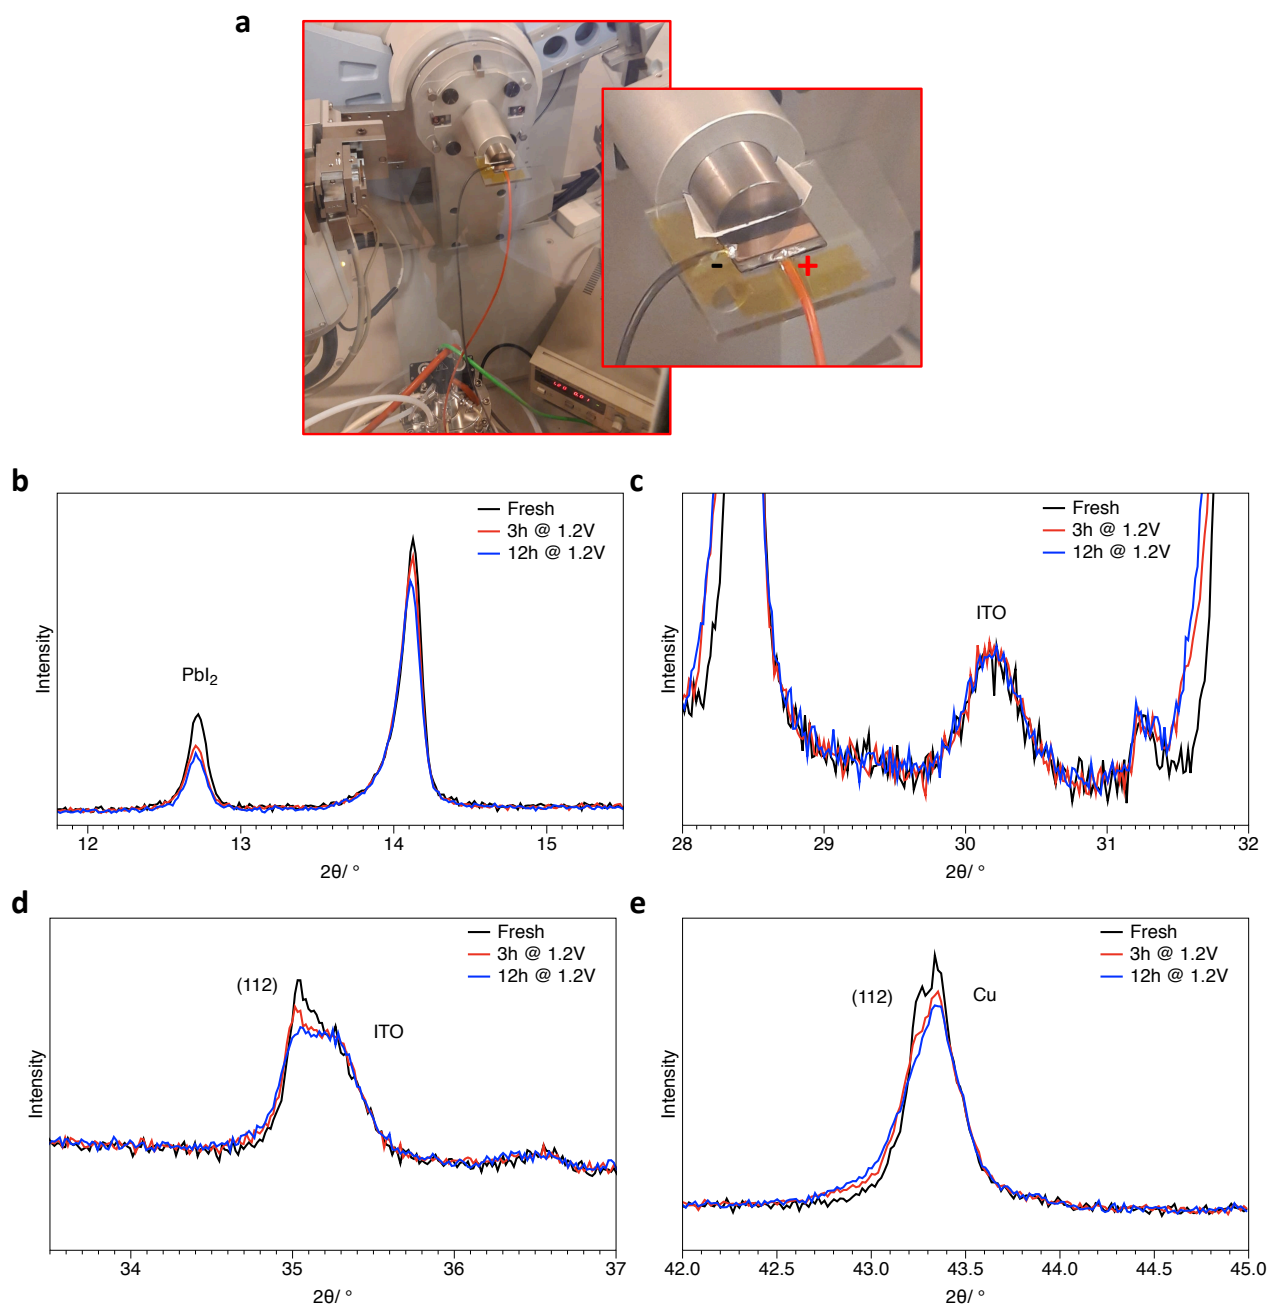 a
-
+
b
Fresh
3h @ 1.2V
12h @ 1.2V
PbI₂
Intensity
12 13 14 15
2θ/ °
c
Fresh
3h @ 1.2V
12h @ 1.2V
ITO
Intensity
28 29 30 31 32
2θ/ °
d
Fresh
3h @ 1.2V
12h @ 1.2V
(112)
ITO
Intensity
34 35 36 37
2θ/ °
e
Fresh
3h @ 1.2V
12h @ 1.2V
(112)
Cu
Intensity
42.0 42.5 43.0 43.5 44.0 44.5 45.0
2θ/ °